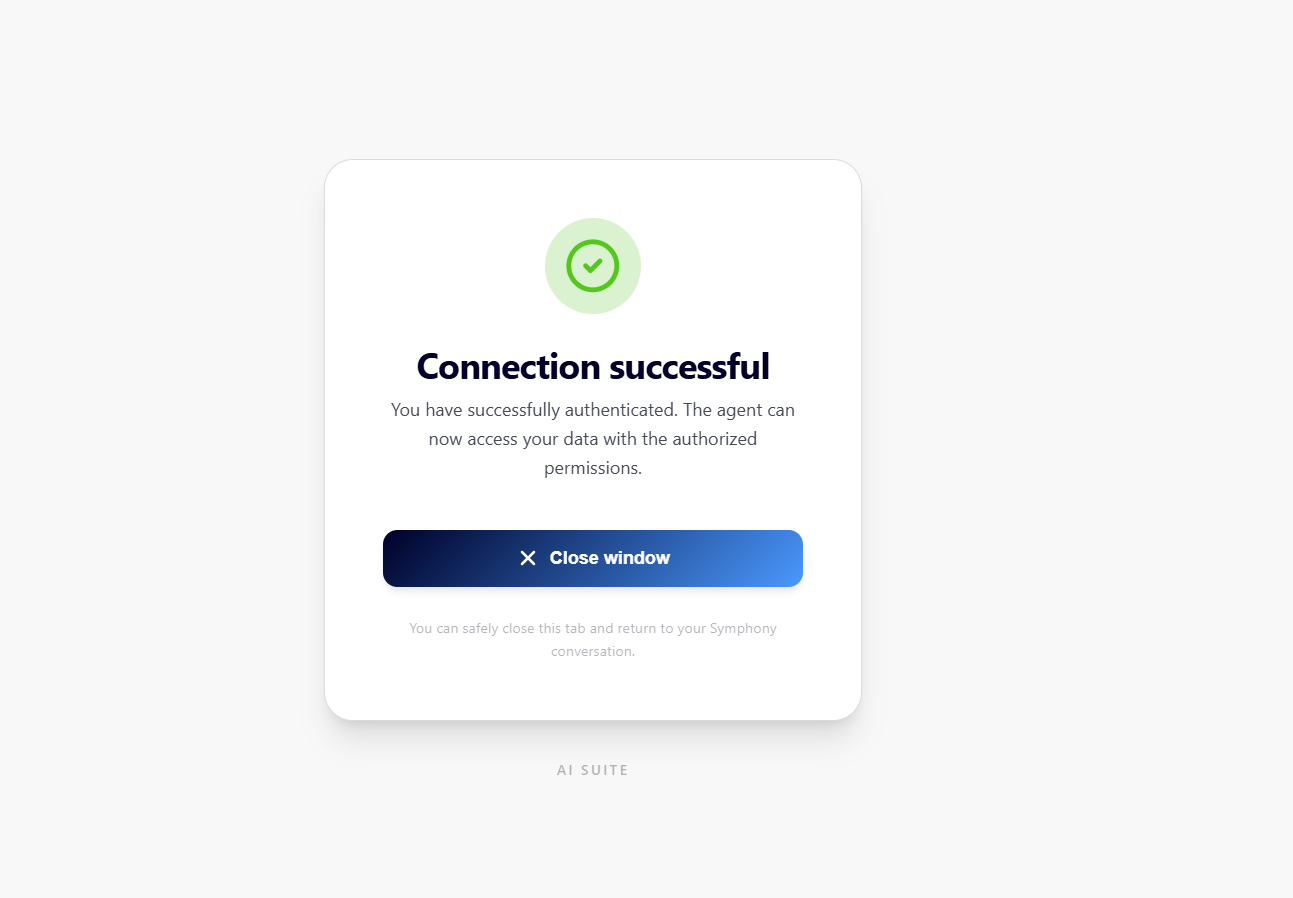 Connection successful
You have successfully authenticated. The agent can
now access your data with the authorized
permissions.
Close window
You can safely close this tab and return to your Symphony
conversation.
AI SUITE